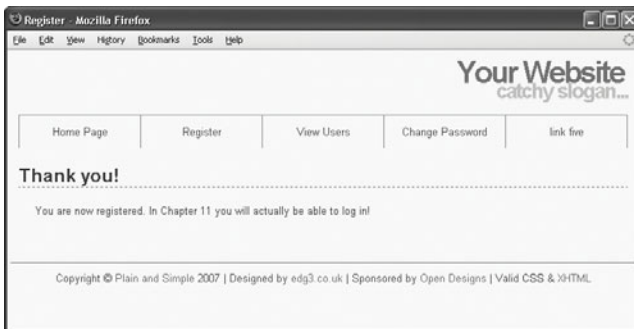 Register - Mozilla Firefox
File Edit View History Bookmarks Tools Help
Your Website
catchy slogan...
Home Page Register View Users Change Password link five
Thank you!
You are now registered. In Chapter 11 you will actually be able to log in!
Copyright © Plain and Simple 2007 | Designed by edg3.co.uk | Sponsored by Open Designs | Valid CSS & XHTML